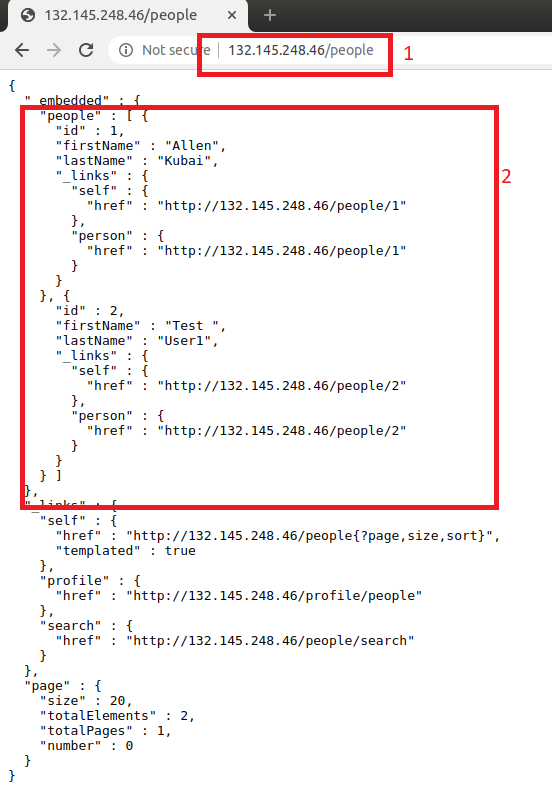 132.145.248.46/people
Not secure 132.145.248.46/people
1
{
"_embedded" : {
"people" : [ {
"id" : 1,
"firstName" : "Allen",
"lastName" : "Kubai",
"_links" : {
"self" : {
"href" : "http://132.145.248.46/people/1"
},
"person" : {
"href" : "http://132.145.248.46/people/1"
}
}
}, {
"id" : 2,
"firstName" : "Test ",
"lastName" : "User1",
"_links" : {
"self" : {
"href" : "http://132.145.248.46/people/2"
},
"person" : {
"href" : "http://132.145.248.46/people/2"
}
}
} ]
},
2
"_links" : {
"self" : {
"href" : "http://132.145.248.46/people{?page,size,sort}",
"templated" : true
},
"profile" : {
"href" : "http://132.145.248.46/profile/people"
},
"search" : {
"href" : "http://132.145.248.46/people/search"
}
},
"page" : {
"size" : 20,
"totalElements" : 2,
"totalPages" : 1,
"number" : 0
}
}